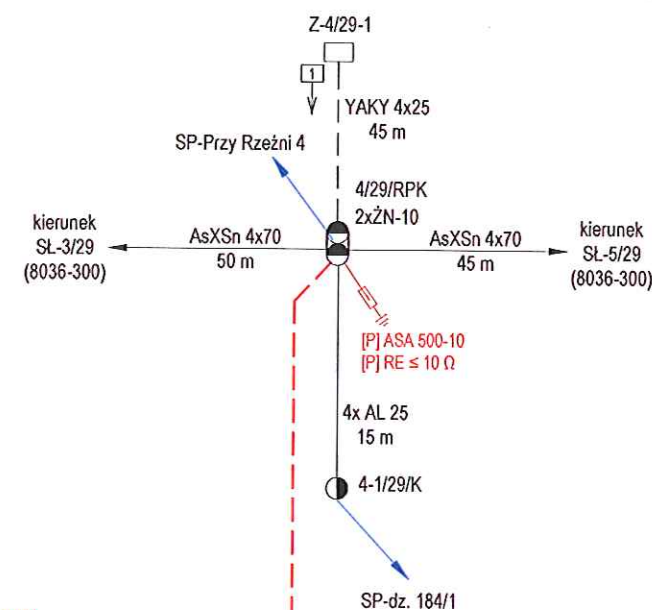 Z-4/29-1
1
YAKY 4x25
45 m
SP-Przy Rzeźni 4
4/29/RPK
2xŻN-10
kierunek
SŁ-3/29
(8036-300)
AsXSn 4x70
50 m
AsXSn 4x70
45 m
kierunek
SŁ-5/29
(8036-300)
[P] ASA 500-10
[P] RE ≤ 10 Ω
4x AL 25
15 m
4-1/29/K
SP-dz. 184/1